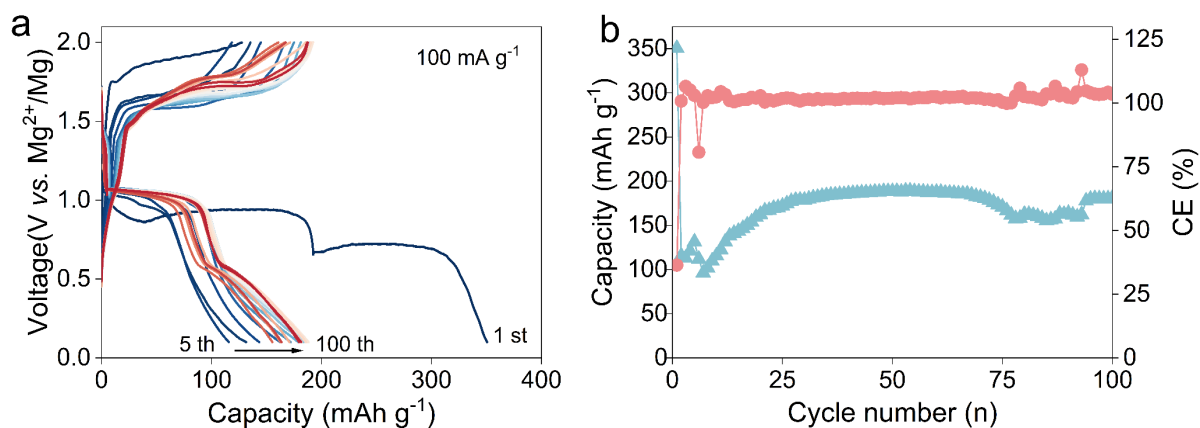 a
2.0
1.5
1.0
0.5
0.0
Voltage(V vs. Mg²⁺/Mg)
100 mA g⁻¹
5 th
100 th
1 st
0
100
200
300
400
Capacity (mAh g⁻¹)
b
350
300
250
200
150
100
50
0
Capacity (mAh g⁻¹)
125
100
75
50
25
0
CE (%)
0
25
50
75
100
Cycle number (n)